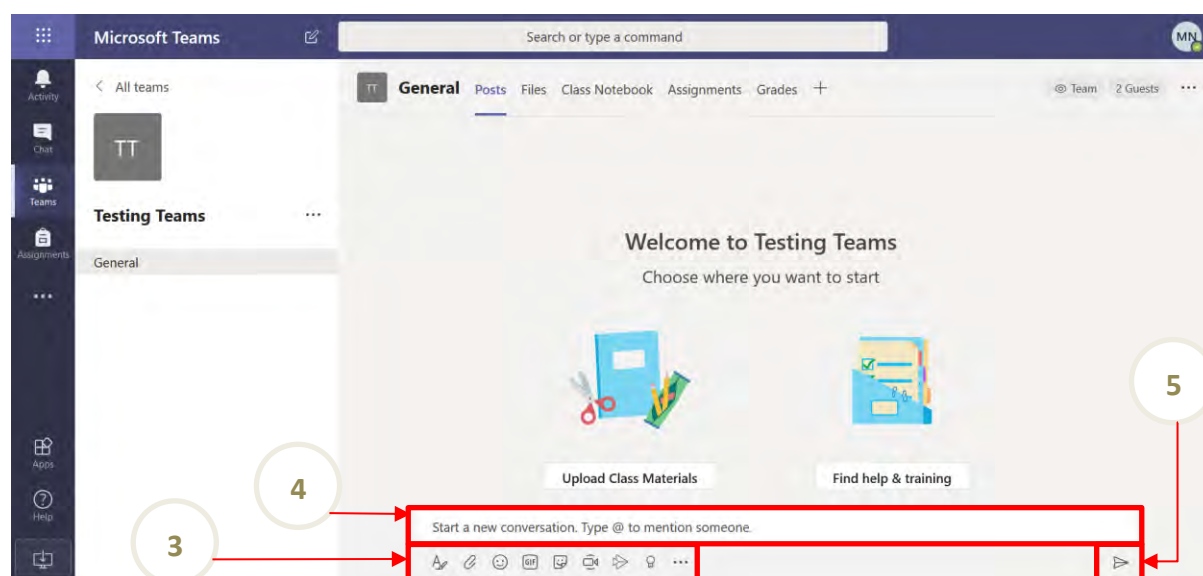 Microsoft Teams
Search or type a command
MN
Activity
Chat
Teams
Assignments
Apps
Help
All teams
TT
Testing Teams
General
TT General Posts Files Class Notebook Assignments Grades
Team 2 Guests
Welcome to Testing Teams
Choose where you want to start
Upload Class Materials
Find help & training
5
4
Start a new conversation. Type @ to mention someone.
3
GIF